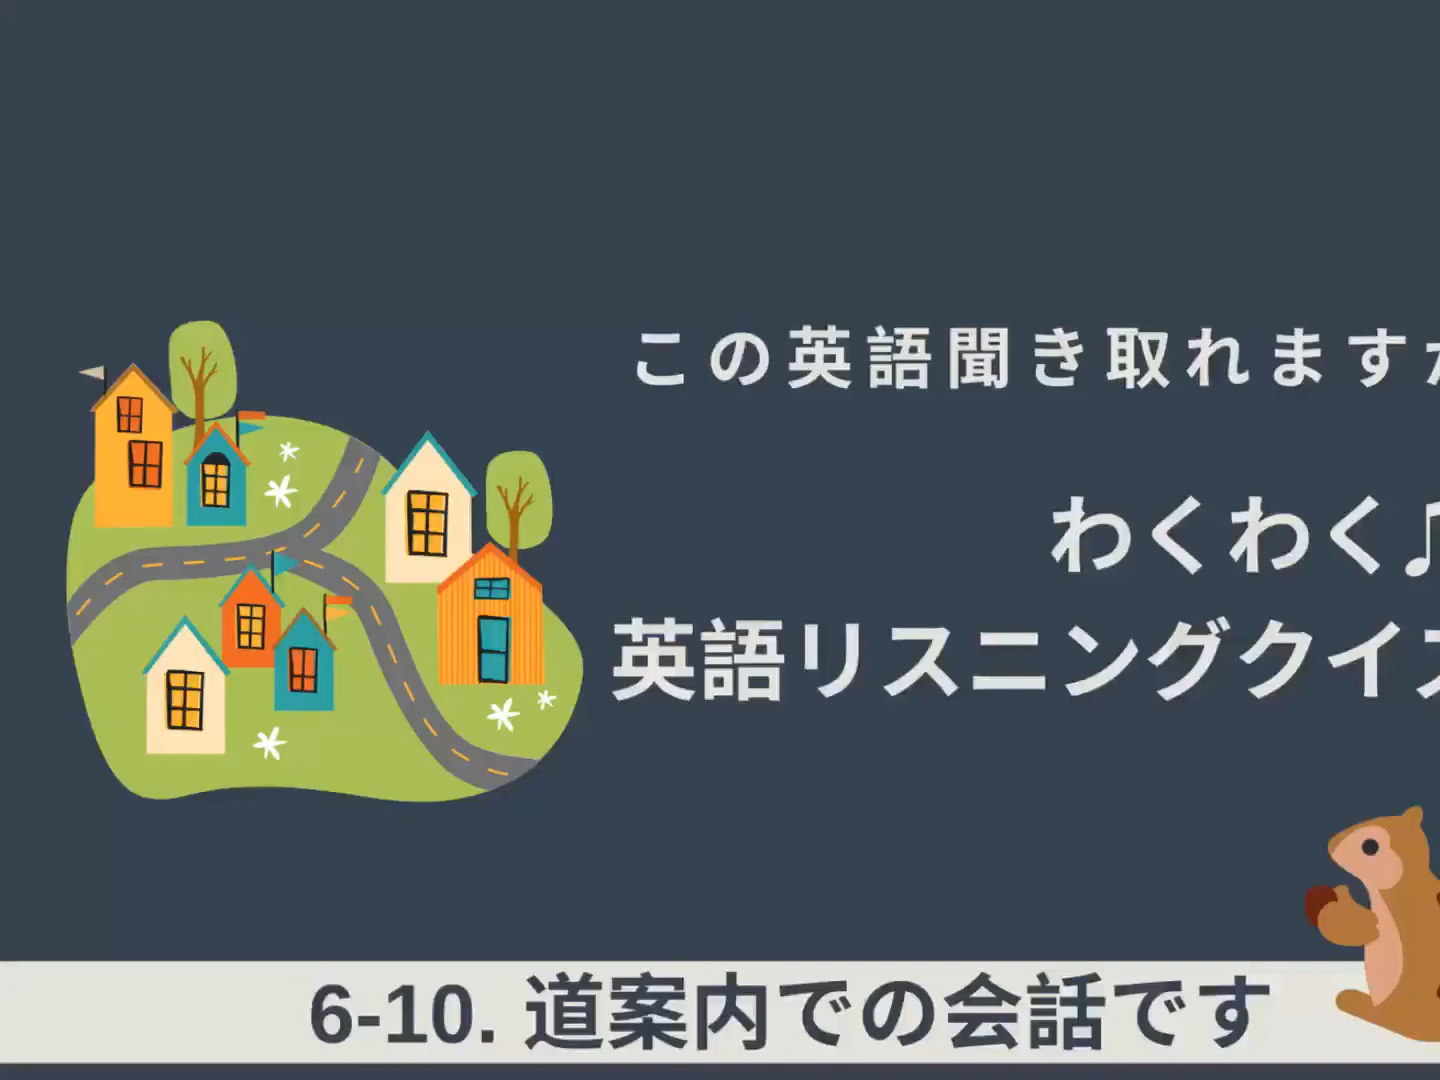 この英語聞き取れます
わくわく♫
英語リスニングクイ
6-10. 道案内での会話です